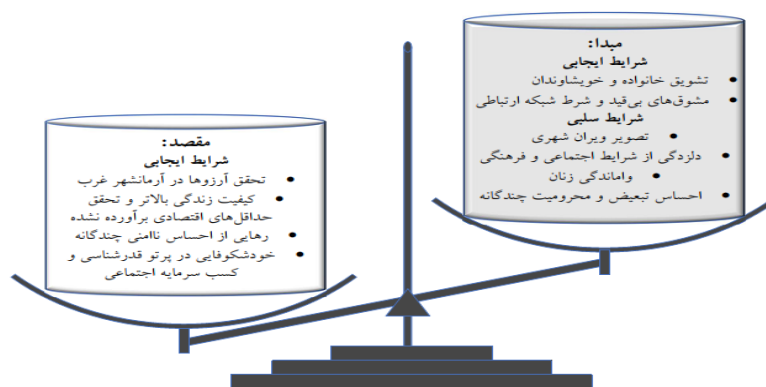 مبدا:
شرایط ایجابی
تشویق خانواده و خویشاوندان
مشوق‌های بی‌قید و شرط شبکه ارتباطی
شرایط سلبی
تصویر ویران شهری
دلزدگی از شرایط اجتماعی و فرهنگی
واماندگی زنان
احساس تبعیض و محرومیت چندگانه
مقصد:
شرایط ایجابی
تحقق آرزوها در آرمانشهر غرب
کیفیت زندگی بالاتر و تحقق
حداقل‌های اقتصادی برآورده نشده
رهایی از احساس ناامنی چندگانه
خودشکوفایی در پرتو قدرشناسی و
کسب سرمایه اجتماعی